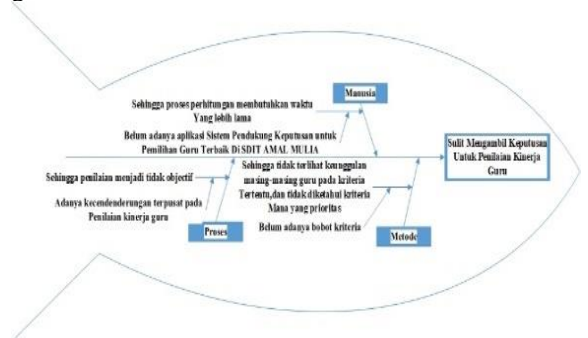 Manusia
Sehingga proses perhitungan membutuhkan waktu
Yang lebih lama
Belum adanya aplikasi Sistem Pendukung Keputusan untuk
Pemilihan Guru Terbaik Di SDIT AMAL MULIA
Sulit Mengambil Keputusan
Untuk Penilaian Kinerja
Guru
Sehingga penilaian menjadi tidak objectif
Adanya kecendenderungan terpusat pada
Penilaian kinerja guru
Proses
Sehingga tidak terlihat keunggulan
masing-masing guru pada kriteria
Tertentu,dan tidak diketahui kriteria
Mana yang prioritas
Belum adanya bobot kriteria
Metode